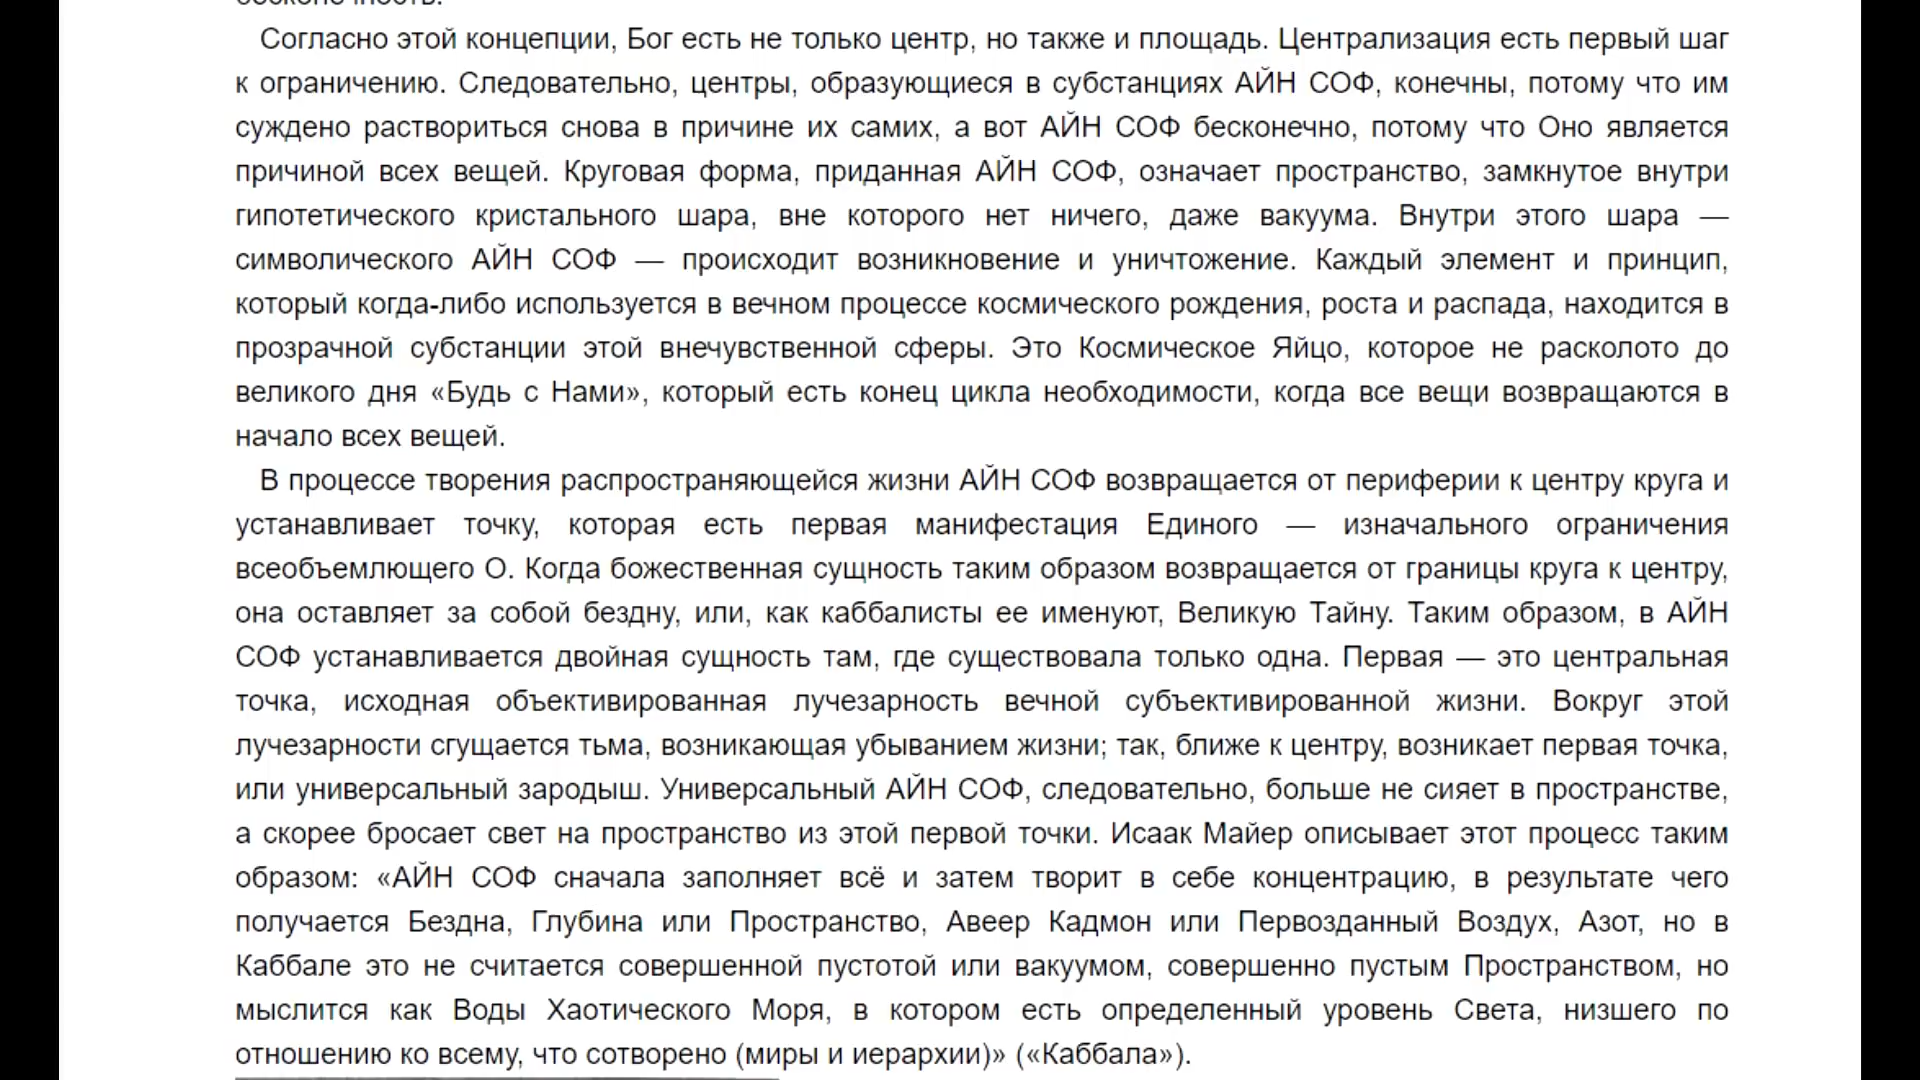 бесконечность.
Согласно этой концепции, Бог есть не только центр, но также и площадь. Централизация есть первый шаг
к ограничению. Следовательно, центры, образующиеся в субстанциях АЙН СОФ, конечны, потому что им
суждено раствориться снова в причине их самих, а вот АЙН СОФ бесконечно, потому что Оно является
причиной всех вещей. Круговая форма, приданная АЙН СОФ, означает пространство, замкнутое внутри
гипотетического кристального шара, вне которого нет ничего, даже вакуума. Внутри этого шара —
символического АЙН СОФ — происходит возникновение и уничтожение. Каждый элемент и принцип,
который когда-либо используется в вечном процессе космического рождения, роста и распада, находится в
прозрачной субстанции этой внечувственной сферы. Это Космическое Яйцо, которое не расколото до
великого дня «Будь с Нами», который есть конец цикла необходимости, когда все вещи возвращаются в
начало всех вещей.
В процессе творения распространяющейся жизни АЙН СОФ возвращается от периферии к центру круга и
устанавливает точку, которая есть первая манифестация Единого — изначального ограничения
всеобъемлющего О. Когда божественная сущность таким образом возвращается от границы круга к центру,
она оставляет за собой бездну, или, как каббалисты ее именуют, Великую Тайну. Таким образом, в АЙН
СОФ устанавливается двойная сущность там, где существовала только одна. Первая — это центральная
точка, исходная объективированная лучезарность вечной субъективированной жизни. Вокруг этой
лучезарности сгущается тьма, возникающая убыванием жизни; так, ближе к центру, возникает первая точка,
или универсальный зародыш. Универсальный АЙН СОФ, следовательно, больше не сияет в пространстве,
а скорее бросает свет на пространство из этой первой точки. Исаак Майер описывает этот процесс таким
образом: «АЙН СОФ сначала заполняет всё и затем творит в себе концентрацию, в результате чего
получается Бездна, Глубина или Пространство, Авеер Кадмон или Первозданный Воздух, Азот, но в
Каббале это не считается совершенной пустотой или вакуумом, совершенно пустым Пространством, но
мыслится как Воды Хаотического Моря, в котором есть определенный уровень Света, низшего по
отношению ко всему, что сотворено (миры и иерархии)» («Каббала»).